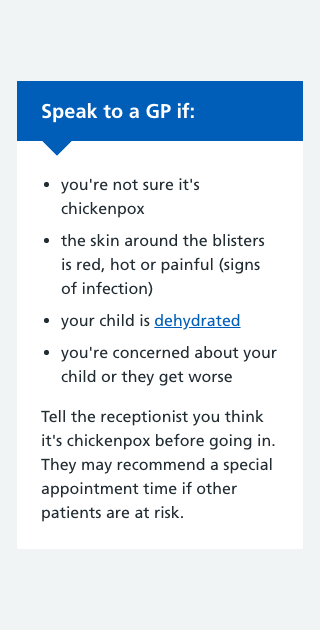 Speak to a GP if:
• you're not sure it's
chickenpox
• the skin around the blisters
is red, hot or painful (signs
of infection)
• your child is dehydrated
• you're concerned about your
child or they get worse
Tell the receptionist you think
it's chickenpox before going in.
They may recommend a special
appointment time if other
patients are at risk.